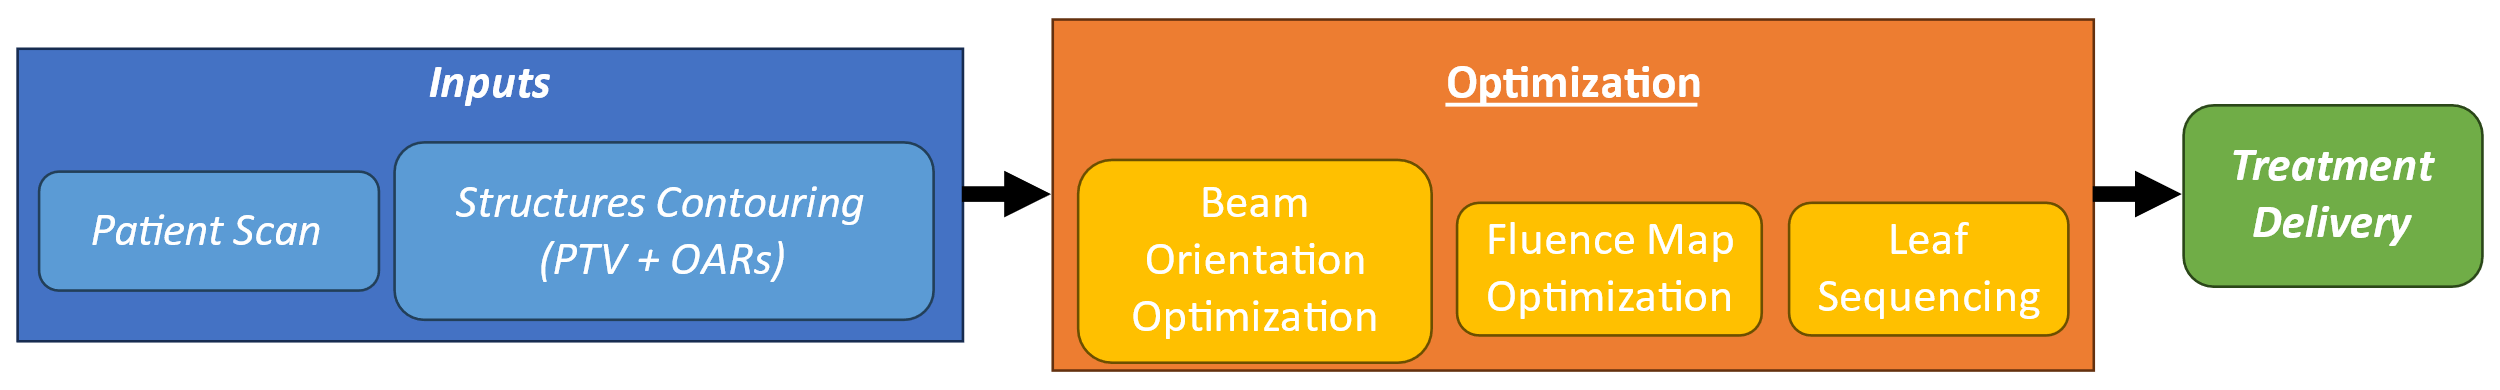 Inputs
Patient Scan
Structures Contouring
(PTV + OARs)
Optimization
Beam
Orientation
Optimization
Fluence Map
Optimization
Leaf
Sequencing
Treatment
Delivery